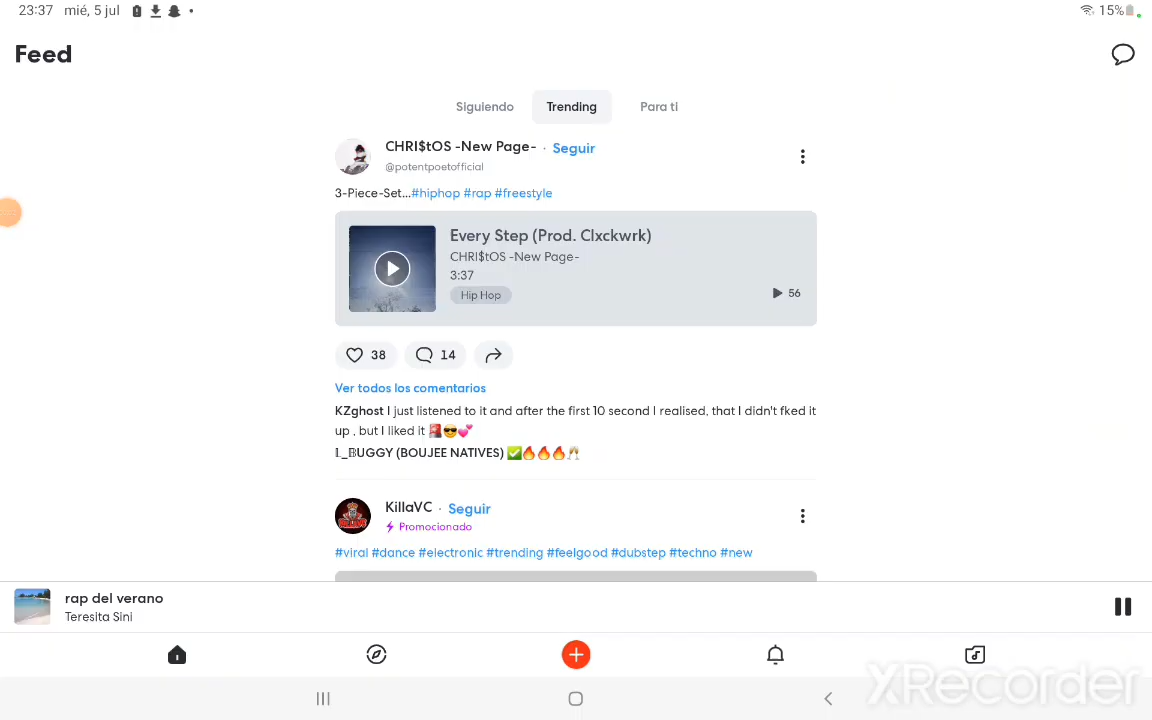 23:37 mié, 5 jul
15%
Feed
Siguiendo Trending Para ti
CHRI$tOS -New Page- · Seguir
@potentpoetofficial
3-Piece-Set...#hiphop #rap #freestyle
Every Step (Prod. Clxckwrk)
CHRI$tOS -New Page-
3:37
Hip Hop
56
38 14
Ver todos los comentarios
KZghost I just listened to it and after the first 10 second I realised, that I didn't fked it
up , but I liked it 🌋😎💕
𝕀._𝔹UGGY (BOUJEE NATIVES) ✅🔥🔥🔥🥂
KillaVC · Seguir
Promocionado
#viral #dance #electronic #trending #feelgood #dubstep #techno #new
rap del verano
Teresita Sini
XRecorder